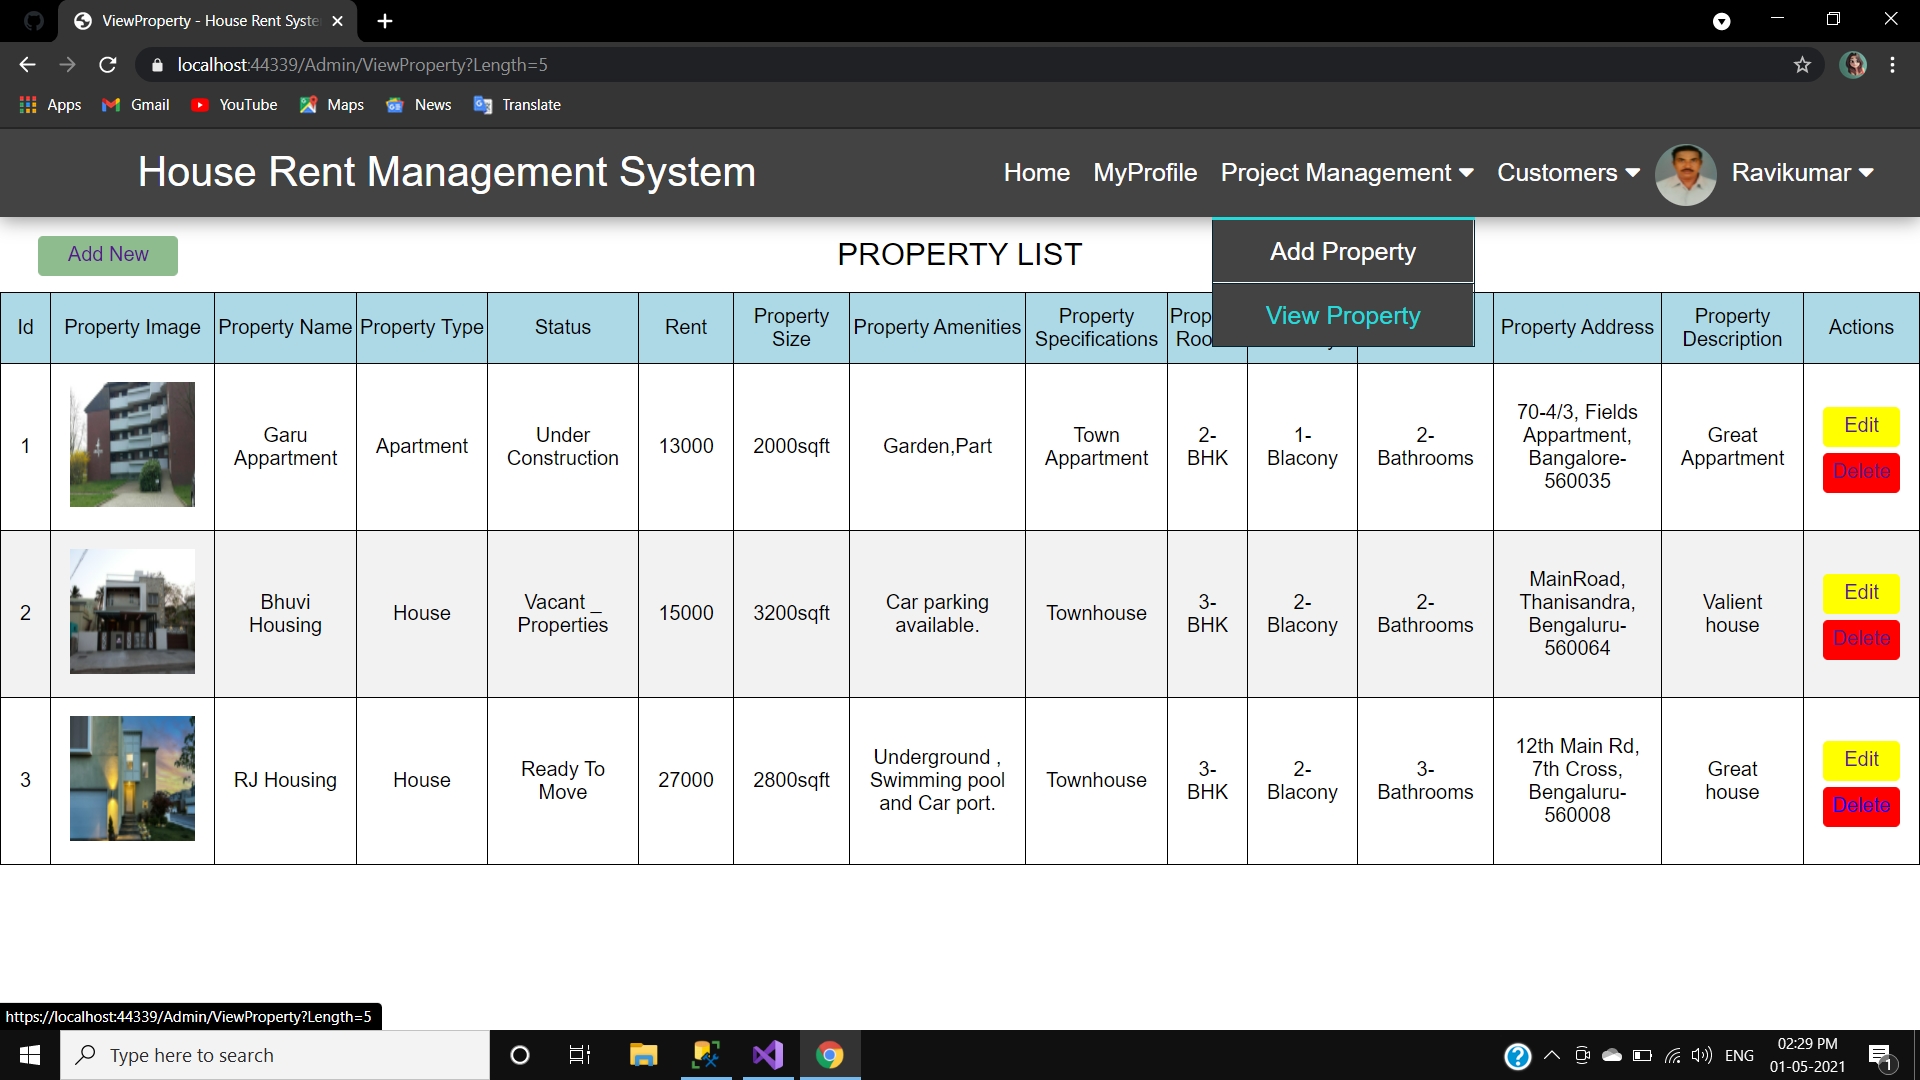 ViewProperty - House Rent Syste
localhost:44339/Admin/ViewProperty?Length=5
Apps Gmail YouTube Maps News Translate
House Rent Management System
Home MyProfile Project Management Customers Ravikumar
Add New
PROPERTY LIST
Add Property
View Property
Id
Property Image
Property Name
Property Type
Status
Rent
Property
Size
Property Amenities
Property
Specifications
Prop
Roo
Property Address
Property
Description
Actions
1
Garu
Appartment
Apartment
Under
Construction
13000
2000sqft
Garden,Part
Town
Appartment
2-
BHK
1-
Blacony
2-
Bathrooms
70-4/3, Fields
Appartment,
Bangalore-
560035
Great
Appartment
Edit
Delete
2
Bhuvi
Housing
House
Vacant _
Properties
15000
3200sqft
Car parking
available.
Townhouse
3-
BHK
2-
Blacony
2-
Bathrooms
MainRoad,
Thanisandra,
Bengaluru-
560064
Valient
house
Edit
Delete
3
RJ Housing
House
Ready To
Move
27000
2800sqft
Underground ,
Swimming pool
and Car port.
Townhouse
3-
BHK
2-
Blacony
3-
Bathrooms
12th Main Rd,
7th Cross,
Bengaluru-
560008
Great
house
Edit
Delete
https://localhost:44339/Admin/ViewProperty?Length=5
Type here to search
ENG
02:29 PM
01-05-2021
1